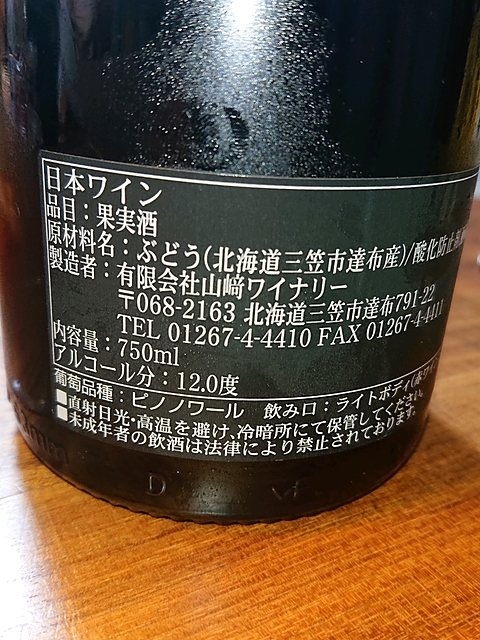 日本ワイン
品目：果実酒
原材料名：ぶどう(北海道三笠市達布産)/酸化防止剤
製造者：有限会社山﨑ワイナリー
〒068-2163 北海道三笠市達布791-22
TEL 01267-4-4410 FAX 01267-4-4411
内容量：750ml
アルコール分：12.0度
葡萄品種：ピノノワール 飲み口：ライトボディ(赤ワイン
■直射日光・高温を避け、冷暗所にて保管してください。
■未成年者の飲酒は法律により禁止されております。